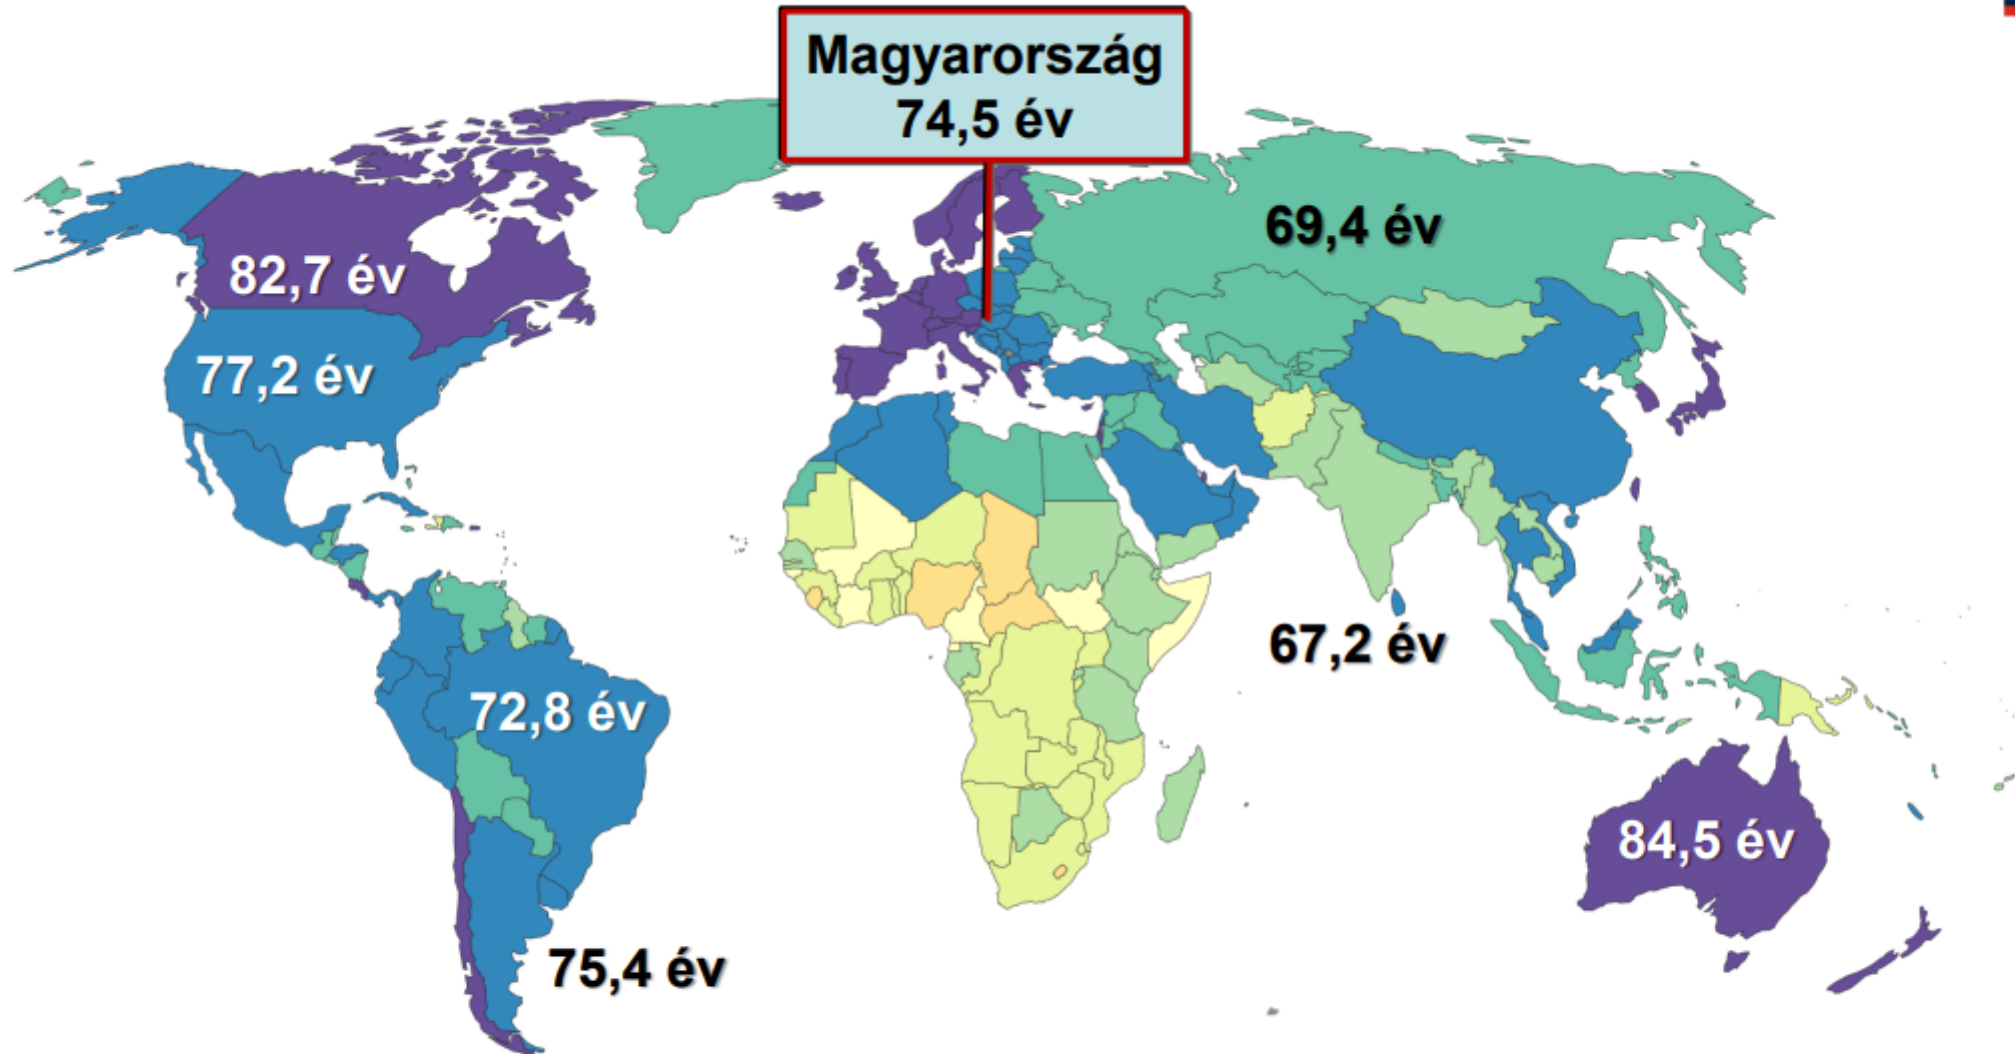 Magyarország
74,5 év
69,4 év
82,7 év
77,2 év
67,2 év
72,8 év
84,5 év
75,4 év